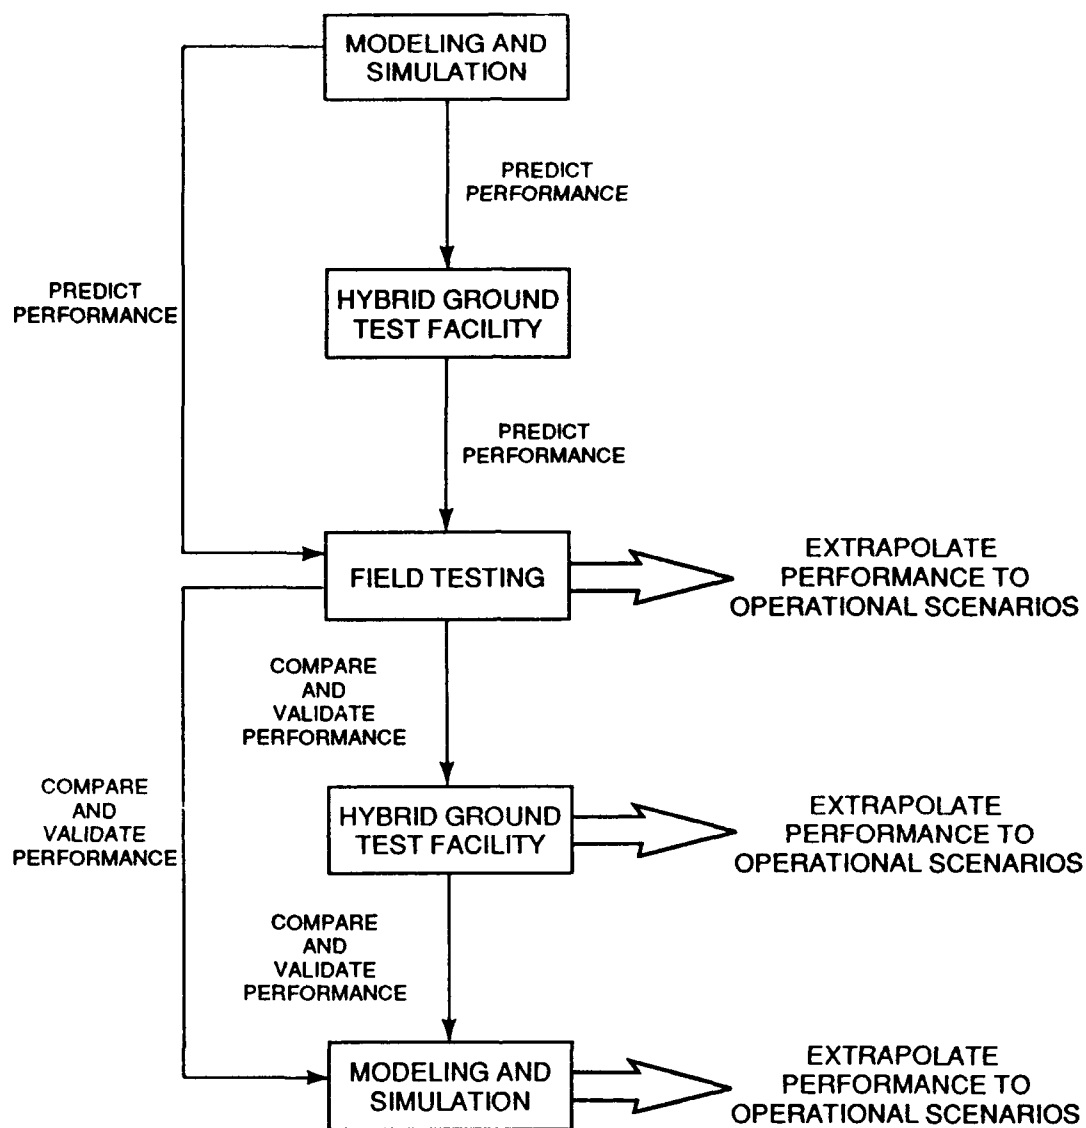 MODELING AND
SIMULATION
PREDICT
PERFORMANCE
PREDICT
PERFORMANCE
HYBRID GROUND
TEST FACILITY
PREDICT
PERFORMANCE
FIELD TESTING
EXTRAPOLATE
PERFORMANCE TO
OPERATIONAL SCENARIOS
COMPARE
AND
VALIDATE
PERFORMANCE
COMPARE
AND
VALIDATE
PERFORMANCE
HYBRID GROUND
TEST FACILITY
EXTRAPOLATE
PERFORMANCE TO
OPERATIONAL SCENARIOS
COMPARE
AND
VALIDATE
PERFORMANCE
MODELING AND
SIMULATION
EXTRAPOLATE
PERFORMANCE TO
OPERATIONAL SCENARIOS